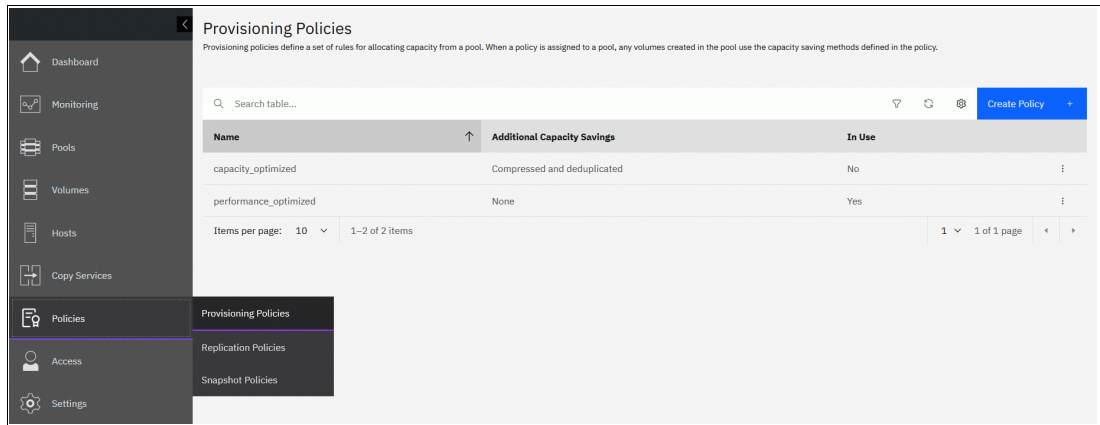 Provisioning Policies
Provisioning policies define a set of rules for allocating capacity from a pool. When a policy is assigned to a pool, any volumes created in the pool use the capacity saving methods defined in the policy.
Dashboard
Monitoring
Pools
Volumes
Hosts
Copy Services
Policies
Access
Settings
Provisioning Policies
Replication Policies
Snapshot Policies
Search table...
Create Policy +
Name Additional Capacity Savings In Use
capacity_optimized Compressed and deduplicated No
performance_optimized None Yes
Items per page: 10 1–2 of 2 items 1 1 of 1 page